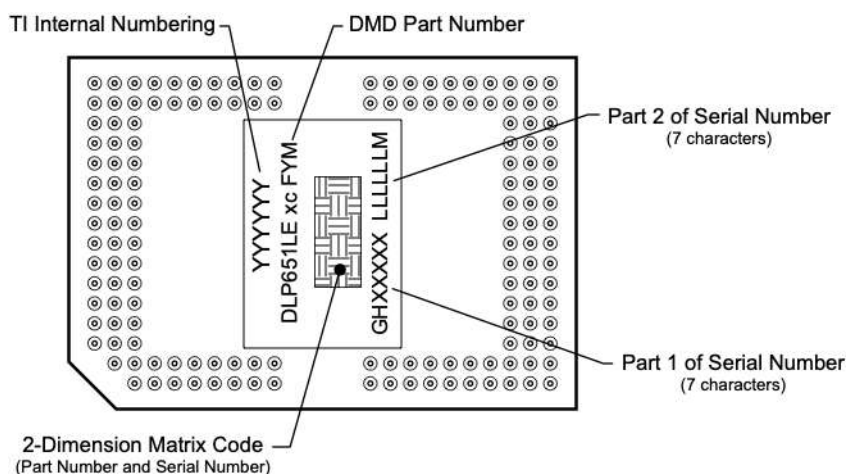 TI Internal Numbering
DMD Part Number
Part 2 of Serial Number
(7 characters)
YYYYYYY
DLP651LE xc FYM
GHXXXXX LLLLLLM
Part 1 of Serial Number
(7 characters)
2-Dimension Matrix Code
(Part Number and Serial Number)